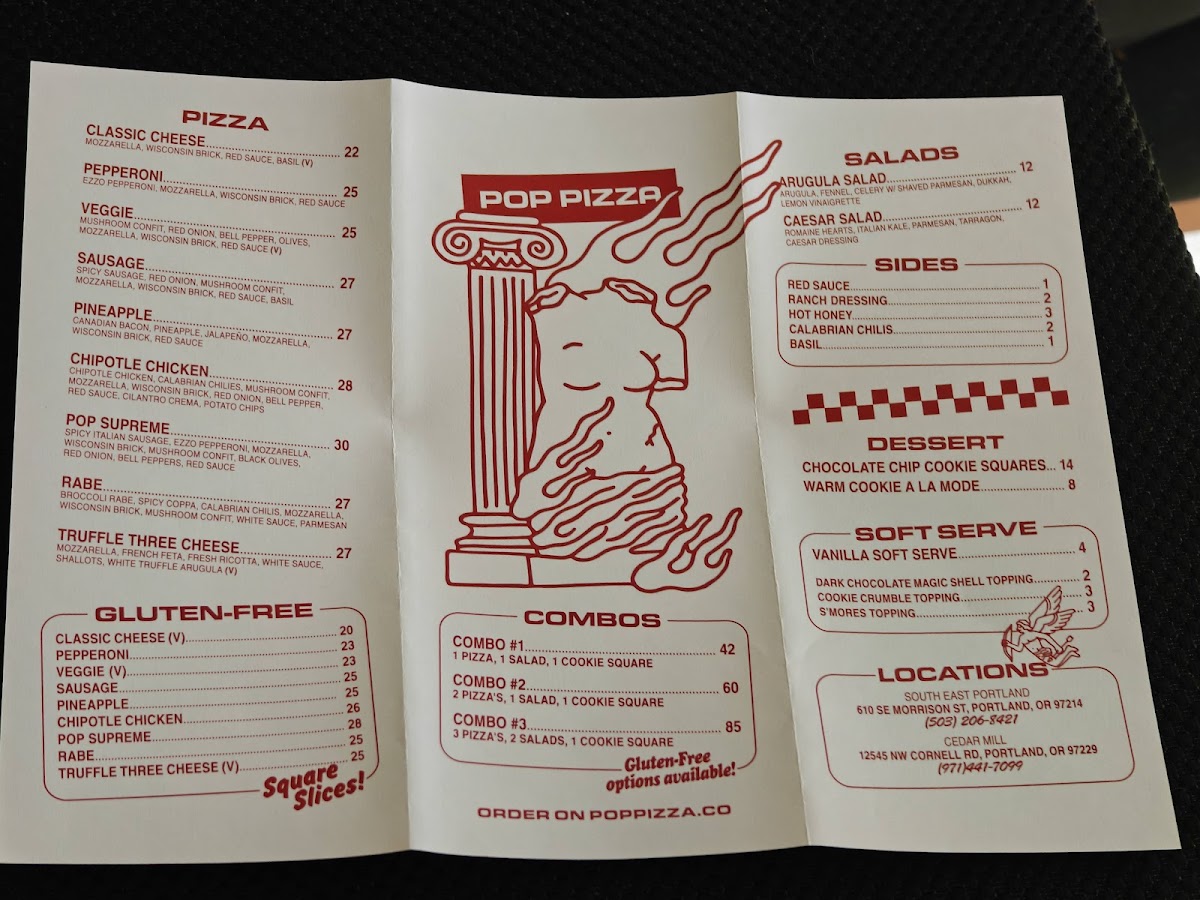 PIZZA
CLASSIC CHEESE 22
MOZZARELLA, WISCONSIN BRICK, RED SAUCE, BASIL (V)
PEPPERONI 25
EZZO PEPPERONI, MOZZARELLA, WISCONSIN BRICK, RED SAUCE
VEGGIE 25
MUSHROOM CONFIT, RED ONION, BELL PEPPER, OLIVES,
MOZZARELLA, WISCONSIN BRICK, RED SAUCE (V)
SAUSAGE 27
SPICY SAUSAGE, RED ONION, MUSHROOM CONFIT,
MOZZARELLA, WISCONSIN BRICK, RED SAUCE, BASIL
PINEAPPLE 27
CANADIAN BACON, PINEAPPLE, JALAPEÑO, MOZZARELLA,
WISCONSIN BRICK, RED SAUCE
CHIPOTLE CHICKEN 28
CHIPOTLE CHICKEN, CALABRIAN CHILIES, MUSHROOM CONFIT,
MOZZARELLA, WISCONSIN BRICK, RED ONION, BELL PEPPER,
RED SAUCE, CILANTRO CREMA, POTATO CHIPS
POP SUPREME 30
SPICY ITALIAN SAUSAGE, EZZO PEPPERONI, MOZZARELLA,
WISCONSIN BRICK, MUSHROOM CONFIT, BLACK OLIVES,
RED ONION, BELL PEPPERS, RED SAUCE
RABE 27
BROCCOLI RABE, SPICY COPPA, CALABRIAN CHILIS, MOZZARELLA,
WISCONSIN BRICK, MUSHROOM CONFIT, WHITE SAUCE, PARMESAN
TRUFFLE THREE CHEESE 27
MOZZARELLA, FRENCH FETA, FRESH RICOTTA, WHITE SAUCE,
SHALLOTS, WHITE TRUFFLE ARUGULA (V)
GLUTEN-FREE
CLASSIC CHEESE (V) 20
PEPPERONI 23
VEGGIE (V) 23
SAUSAGE 25
PINEAPPLE 25
CHIPOTLE CHICKEN 26
POP SUPREME 28
RABE 25
TRUFFLE THREE CHEESE (V) 25
Square
Slices!
POP PIZZA
COMBOS
COMBO #1 42
1 PIZZA, 1 SALAD, 1 COOKIE SQUARE
COMBO #2 60
2 PIZZA'S, 1 SALAD, 1 COOKIE SQUARE
COMBO #3 85
3 PIZZA'S, 2 SALADS, 1 COOKIE SQUARE
Gluten-Free
options available!
ORDER ON POPPIZZA.CO
SALADS
ARUGULA SALAD 12
ARUGULA, FENNEL, CELERY W/ SHAVED PARMESAN, DUKKAH,
LEMON VINAIGRETTE
CAESAR SALAD 12
ROMAINE HEARTS, ITALIAN KALE, PARMESAN, TARRAGON,
CAESAR DRESSING
SIDES
RED SAUCE 1
RANCH DRESSING 2
HOT HONEY 3
CALABRIAN CHILIS 2
BASIL 1
DESSERT
CHOCOLATE CHIP COOKIE SQUARES... 14
WARM COOKIE A LA MODE 8
SOFT SERVE
VANILLA SOFT SERVE 4
DARK CHOCOLATE MAGIC SHELL TOPPING 2
COOKIE CRUMBLE TOPPING 3
S'MORES TOPPING 3
LOCATIONS
SOUTH EAST PORTLAND
610 SE MORRISON ST, PORTLAND, OR 97214
(503) 206-8421
CEDAR MILL
12545 NW CORNELL RD, PORTLAND, OR 97229
(971)441-7099